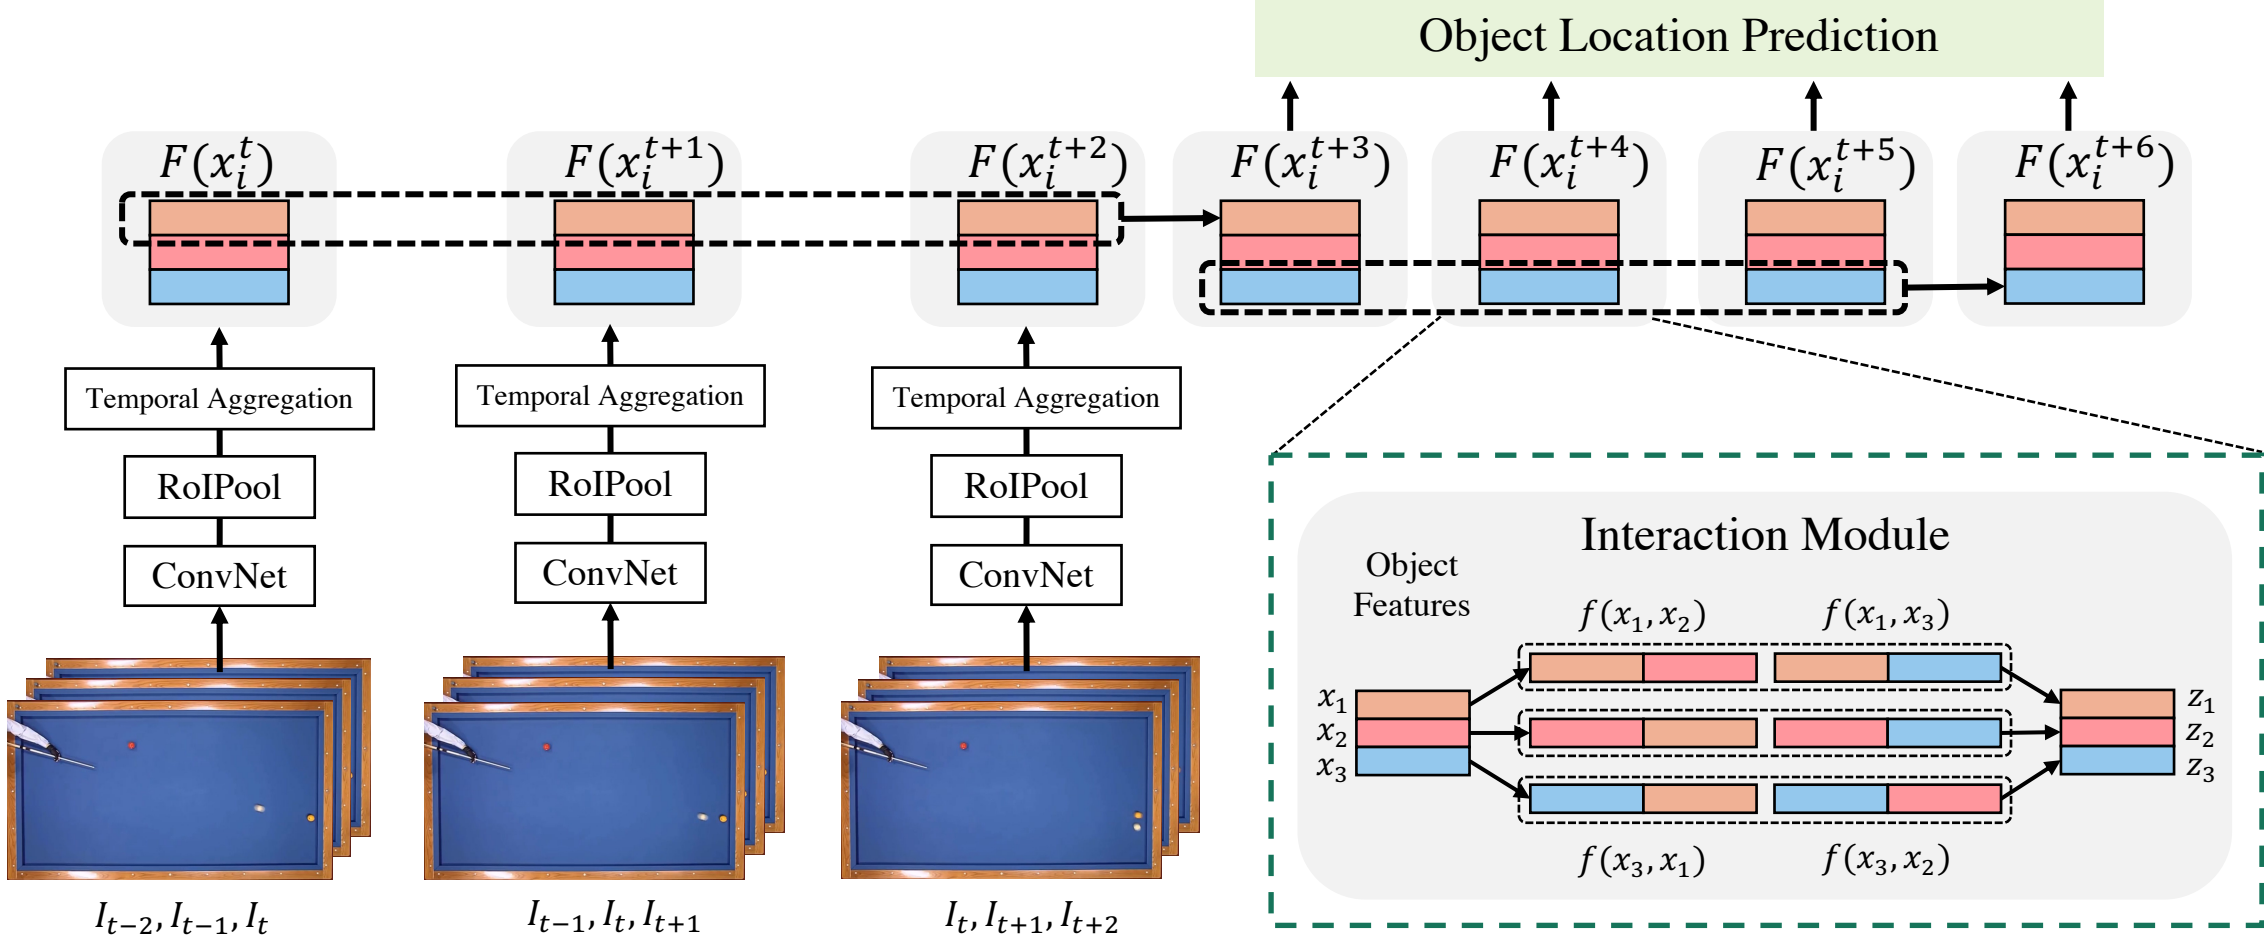 Object Location Prediction
F(x_i^t)
F(x_i^{t+1})
F(x_i^{t+2})
F(x_i^{t+3})
F(x_i^{t+4})
F(x_i^{t+5})
F(x_i^{t+6})
Temporal Aggregation
Temporal Aggregation
Temporal Aggregation
RoIPool
RoIPool
RoIPool
ConvNet
ConvNet
ConvNet
I_{t-2}, I_{t-1}, I_t
I_{t-1}, I_t, I_{t+1}
I_t, I_{t+1}, I_{t+2}
Interaction Module
Object
Features
f(x_1, x_2)
f(x_1, x_3)
x_1
x_2
x_3
z_1
z_2
z_3
f(x_3, x_1)
f(x_3, x_2)